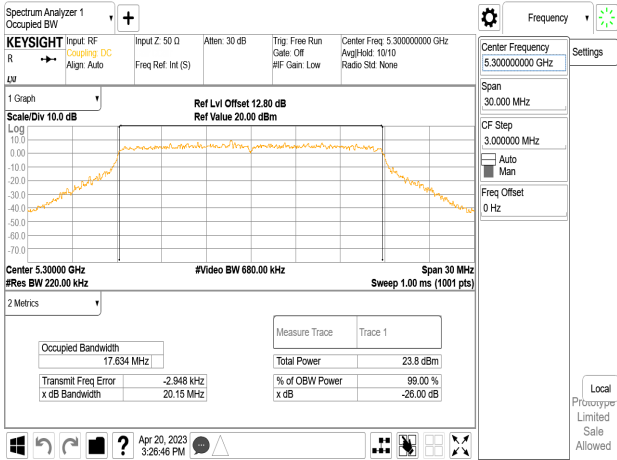 Spectrum Analyzer 1
Occupied BW
Frequency
KEYSIGHT
R
Input: RF
Coupling: DC
Align: Auto
Input Z: 50 Ω
Freq Ref: Int (S)
Atten: 30 dB
Trig: Free Run
Gate: Off
#IF Gain: Low
Center Freq: 5.300000000 GHz
Avg|Hold: 10/10
Radio Std: None
Center Frequency
5.300000000 GHz
Settings
Span
30.000 MHz
CF Step
3.000000 MHz
Auto
Man
Freq Offset
0 Hz
1 Graph
Ref Lvl Offset 12.80 dB
Scale/Div 10.0 dB
Ref Value 20.00 dBm
Log
10.0
0.00
-10.0
-20.0
-30.0
-40.0
-50.0
-60.0
-70.0
Center 5.30000 GHz
#Video BW 680.00 kHz
Span 30 MHz
#Res BW 220.00 kHz
Sweep 1.00 ms (1001 pts)
2 Metrics
Measure Trace
Trace 1
Occupied Bandwidth
17.634 MHz
Total Power
23.8 dBm
Transmit Freq Error
-2.948 kHz
% of OBW Power
99.00 %
x dB Bandwidth
20.15 MHz
x dB
-26.00 dB
Local
Prototype
Limited
Sale
Allowed
?
Apr 20, 2023
3:26:46 PM